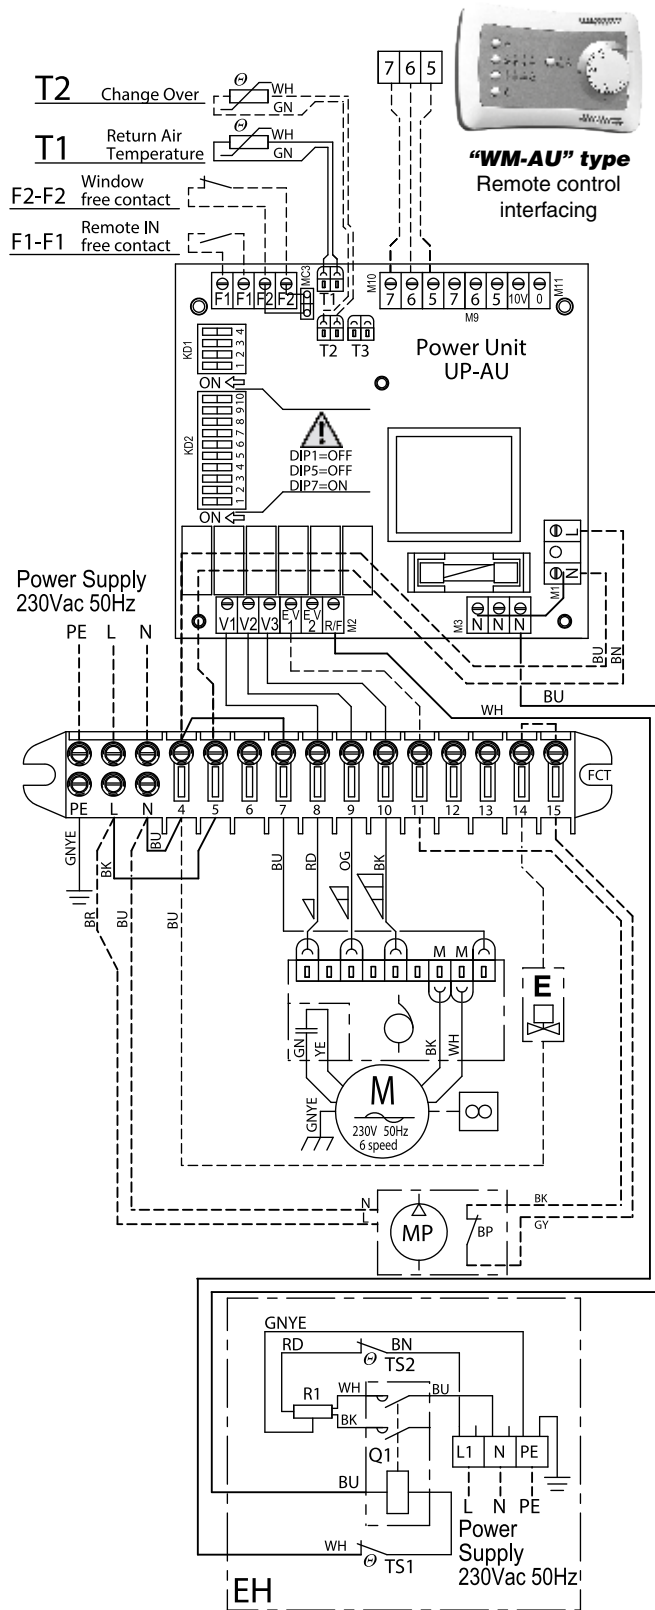 7 6 5
T2 Change Over
Θ WH
GN
T1 Return Air
Temperature
Θ WH
GN
F2-F2 Window
free contact
F1-F1 Remote IN
free contact
"WM-AU" type
Remote control
interfacing
F1 F1 F2 F2
MC3
T1
T2 T3
M10
7 6 5 7 6 5 10V 0
M9
M11
Power Unit
UP-AU
KD1
1 2 3 4
ON
KD2
1 2 3 4 5 6 7 8 9 10
ON
DIP1=OFF
DIP5=OFF
DIP7=ON
L
N
M1
V1 V2 V3 EV1 EV2 R/F
M2
M3
N N N
BU
BN
BU
WH
Power Supply
230Vac 50Hz
PE L N
PE L N 4 5 6 7 8 9 10 11 12 13 14 15
FCT
GNYE
BK
BU
BR
BU
BU
BU
RD
OG
BK
M M
E
GN
YE
BK
WH
GNYE
M
230V 50Hz
6 speed
N
L
MP
BP
BK
GY
GNYE
RD
BN
Θ TS2
R1
WH
BK
BU
Q1
L1 N PE
BU
L N PE
Power
Supply
230Vac 50Hz
WH
Θ TS1
EH